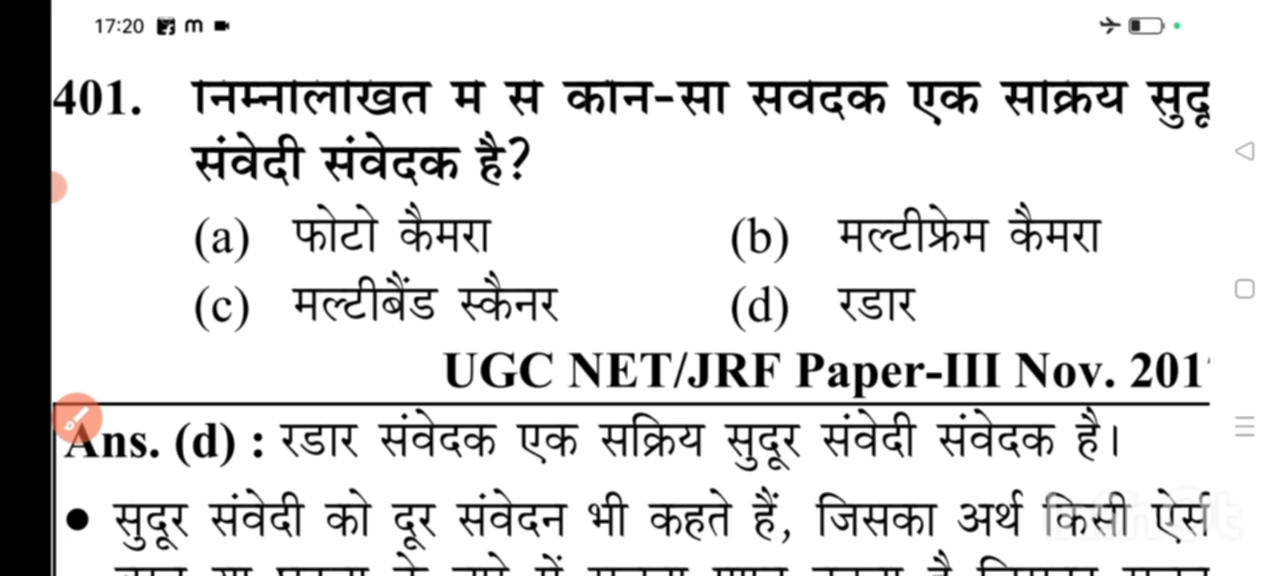 17:20
401. निम्नलिखित में से कौन-सा संवेदक एक सक्रिय सुदू
संवेदी संवेदक है?
(a) फोटो कैमरा (b) मल्टीफ्रेम कैमरा
(c) मल्टीबैंड स्कैनर (d) रडार
UGC NET/JRF Paper-III Nov. 201
Ans. (d) : रडार संवेदक एक सक्रिय सुदूर संवेदी संवेदक है।
● सुदूर संवेदी को दूर संवेदन भी कहते हैं, जिसका अर्थ किसी ऐसे